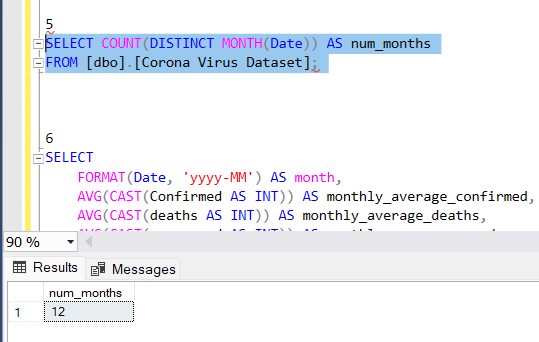 5
SELECT COUNT(DISTINCT MONTH(Date)) AS num_months
FROM [dbo].[Corona Virus Dataset];
6
SELECT
FORMAT(Date, 'yyyy-MM') AS month,
AVG(CAST(Confirmed AS INT)) AS monthly_average_confirmed,
AVG(CAST(deaths AS INT)) AS monthly_average_deaths,
90 %
Results Messages
num_months
1 12